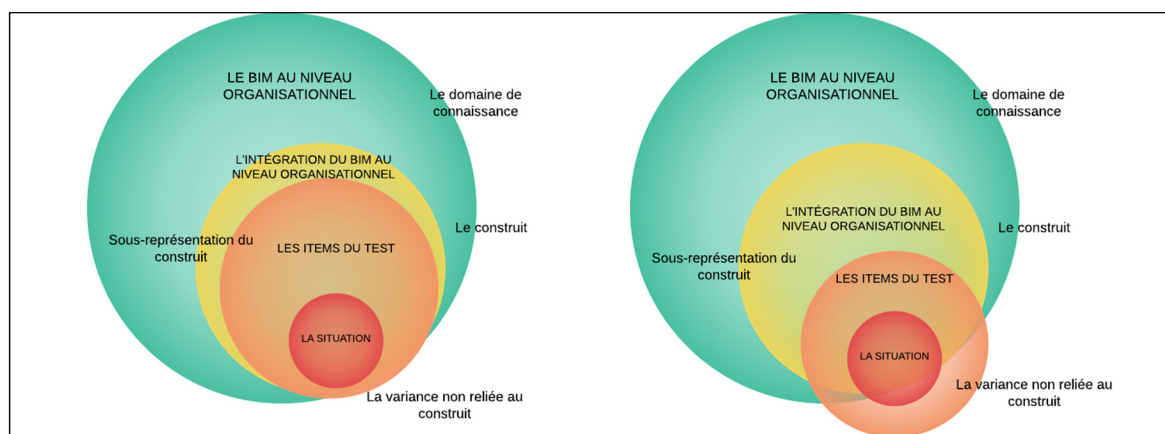 LE BIM AU NIVEAU
ORGANISATIONNEL
Le domaine de
connaissance
L'INTÉGRATION DU BIM AU
NIVEAU ORGANISATIONNEL
Le construit
Sous-représentation du
construit
LES ITEMS DU TEST
LA SITUATION
La variance non reliée au
construit
LE BIM AU NIVEAU
ORGANISATIONNEL
Le domaine de
connaissance
L'INTÉGRATION DU BIM AU
NIVEAU ORGANISATIONNEL
Le construit
Sous-représentation du
construit
LES ITEMS DU TEST
LA SITUATION
La variance non reliée au
construit